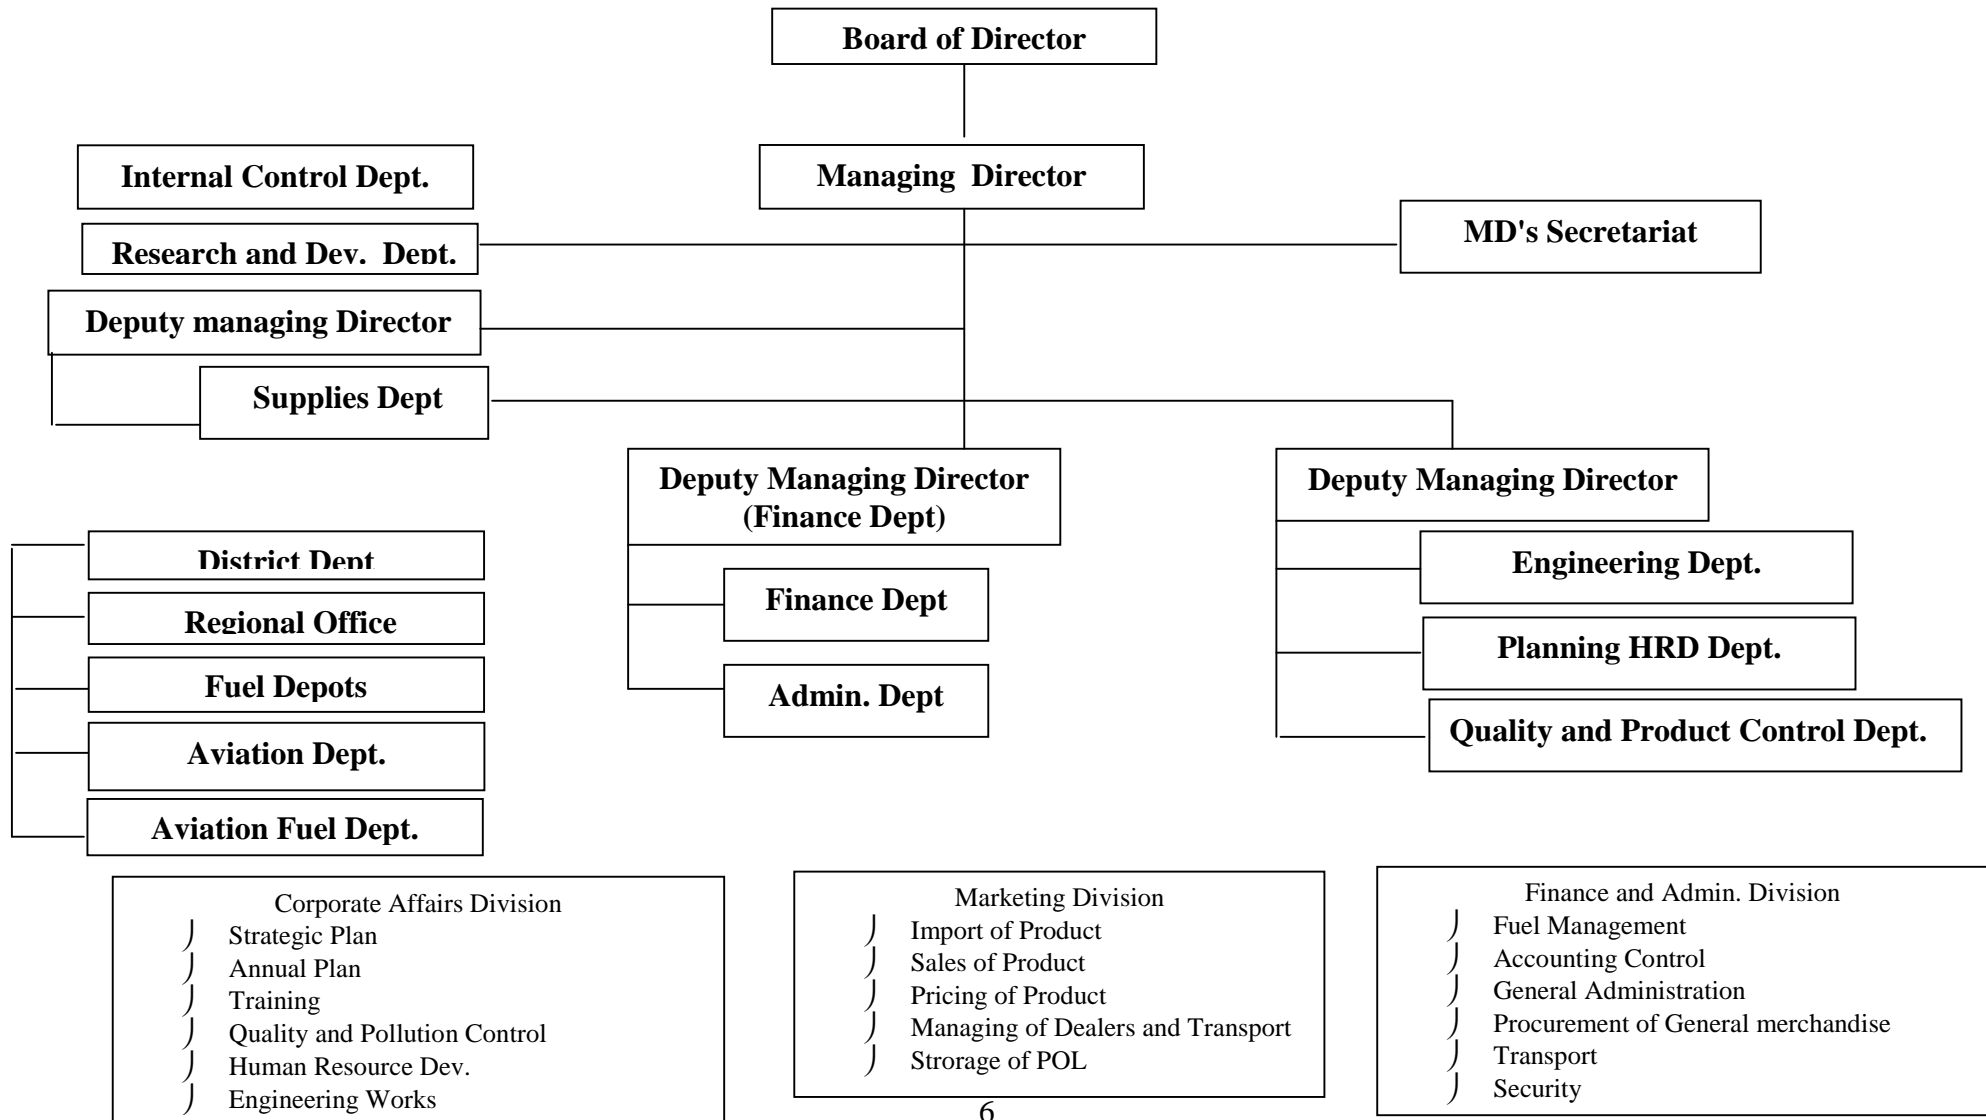 Board of Director
Internal Control Dept.
Managing Director
Research and Dev. Dept.
MD's Secretariat
Deputy managing Director
Supplies Dept
Deputy Managing Director
(Finance Dept)
Deputy Managing Director
District Dept
Engineering Dept.
Regional Office
Finance Dept
Planning HRD Dept.
Fuel Depots
Admin. Dept
Quality and Product Control Dept.
Aviation Dept.
Aviation Fuel Dept.
Corporate Affairs Division
Strategic Plan
Annual Plan
Training
Quality and Pollution Control
Human Resource Dev.
Engineering Works
Marketing Division
Import of Product
Sales of Product
Pricing of Product
Managing of Dealers and Transport
Strorage of POL
Finance and Admin. Division
Fuel Management
Accounting Control
General Administration
Procurement of General merchandise
Transport
Security
6